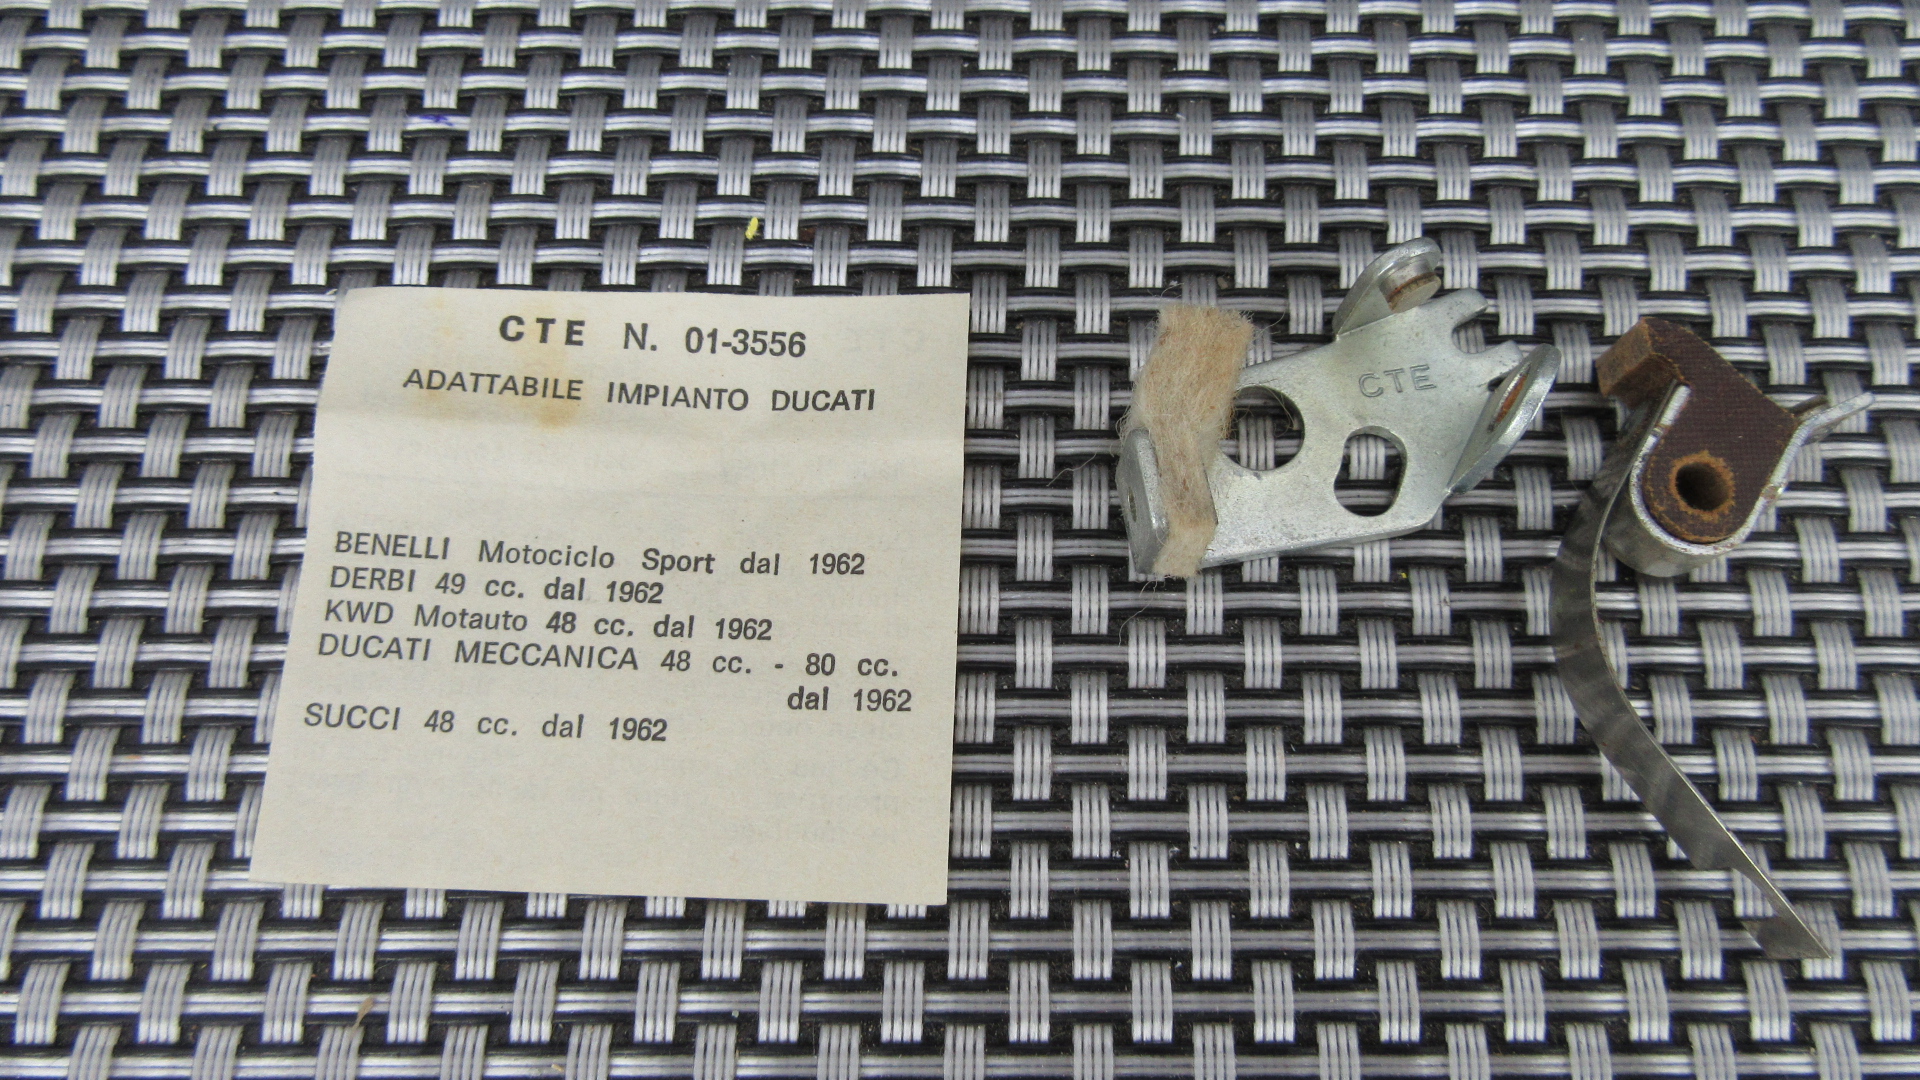 CTE N. 01-3556
ADATTABILE IMPIANTO DUCATI
BENELLI Motociclo Sport dal 1962
DERBI 49 cc. dal 1962
KWD Motauto 48 cc. dal 1962
DUCATI MECCANICA 48 cc. - 80 cc.
dal 1962
SUCCI 48 cc. dal 1962
CTE